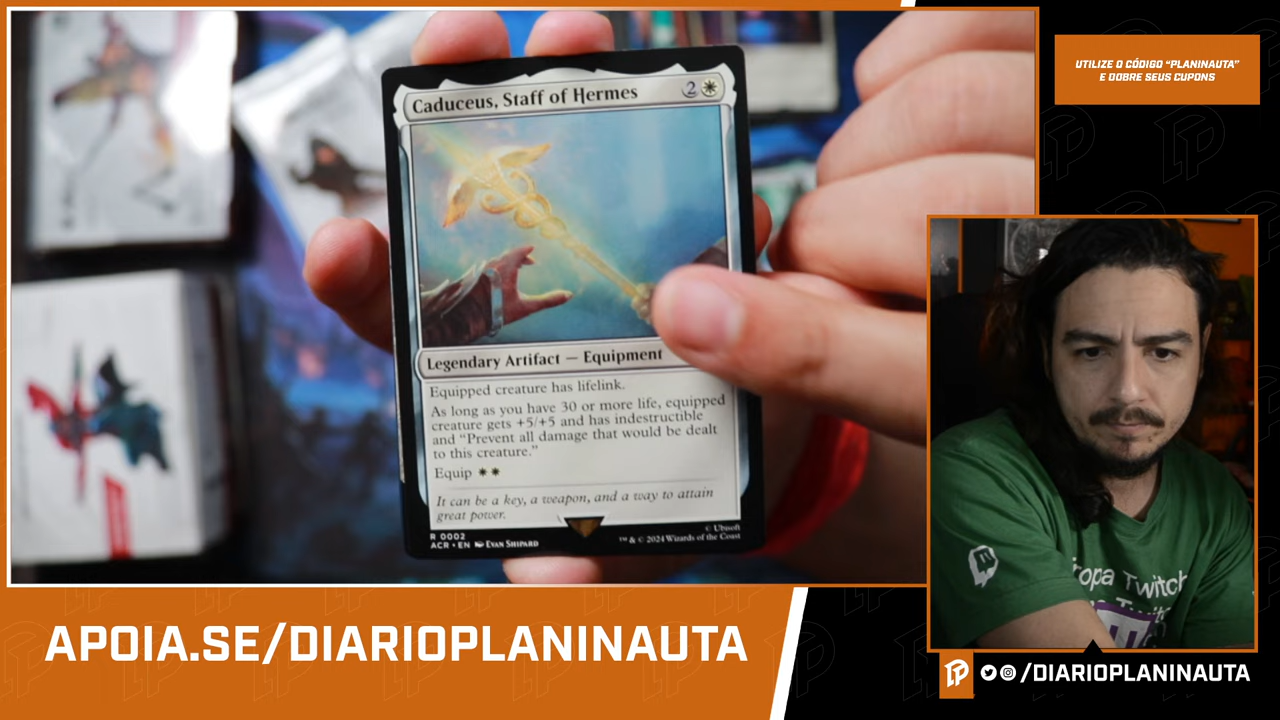 UTILIZE O CÓDIGO “PLANINAUTA”
E DOBRE SEUS CUPONS
Caduceus, Staff of Hermes 2
Legendary Artifact — Equipment
Equipped creature has lifelink.
As long as you have 30 or more life, equipped
creature gets +5/+5 and has indestructible
and “Prevent all damage that would be dealt
to this creature.”
Equip
It can be a key, a weapon, and a way to attain
great power.
R 0002
ACR • EN EVAN SHIPARD
© Ubisoft
™ & © 2024 Wizards of the Coast
ropa Twitch
Twitch
APOIA.SE/DIARIOPLANINAUTA
/DIARIOPLANINAUTA